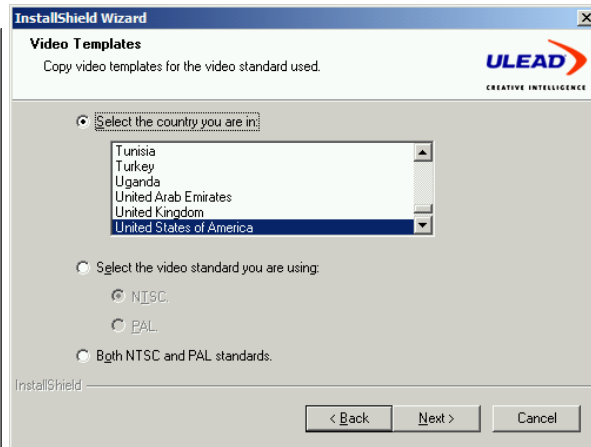 InstallShield Wizard
Video Templates
Copy video templates for the video standard used.
ULEAD
CREATIVE INTELLIGENCE
Select the country you are in:
Tunisia
Turkey
Uganda
United Arab Emirates
United Kingdom
United States of America
Select the video standard you are using:
NTSC.
PAL.
Both NTSC and PAL standards.
InstallShield
< Back
Next >
Cancel